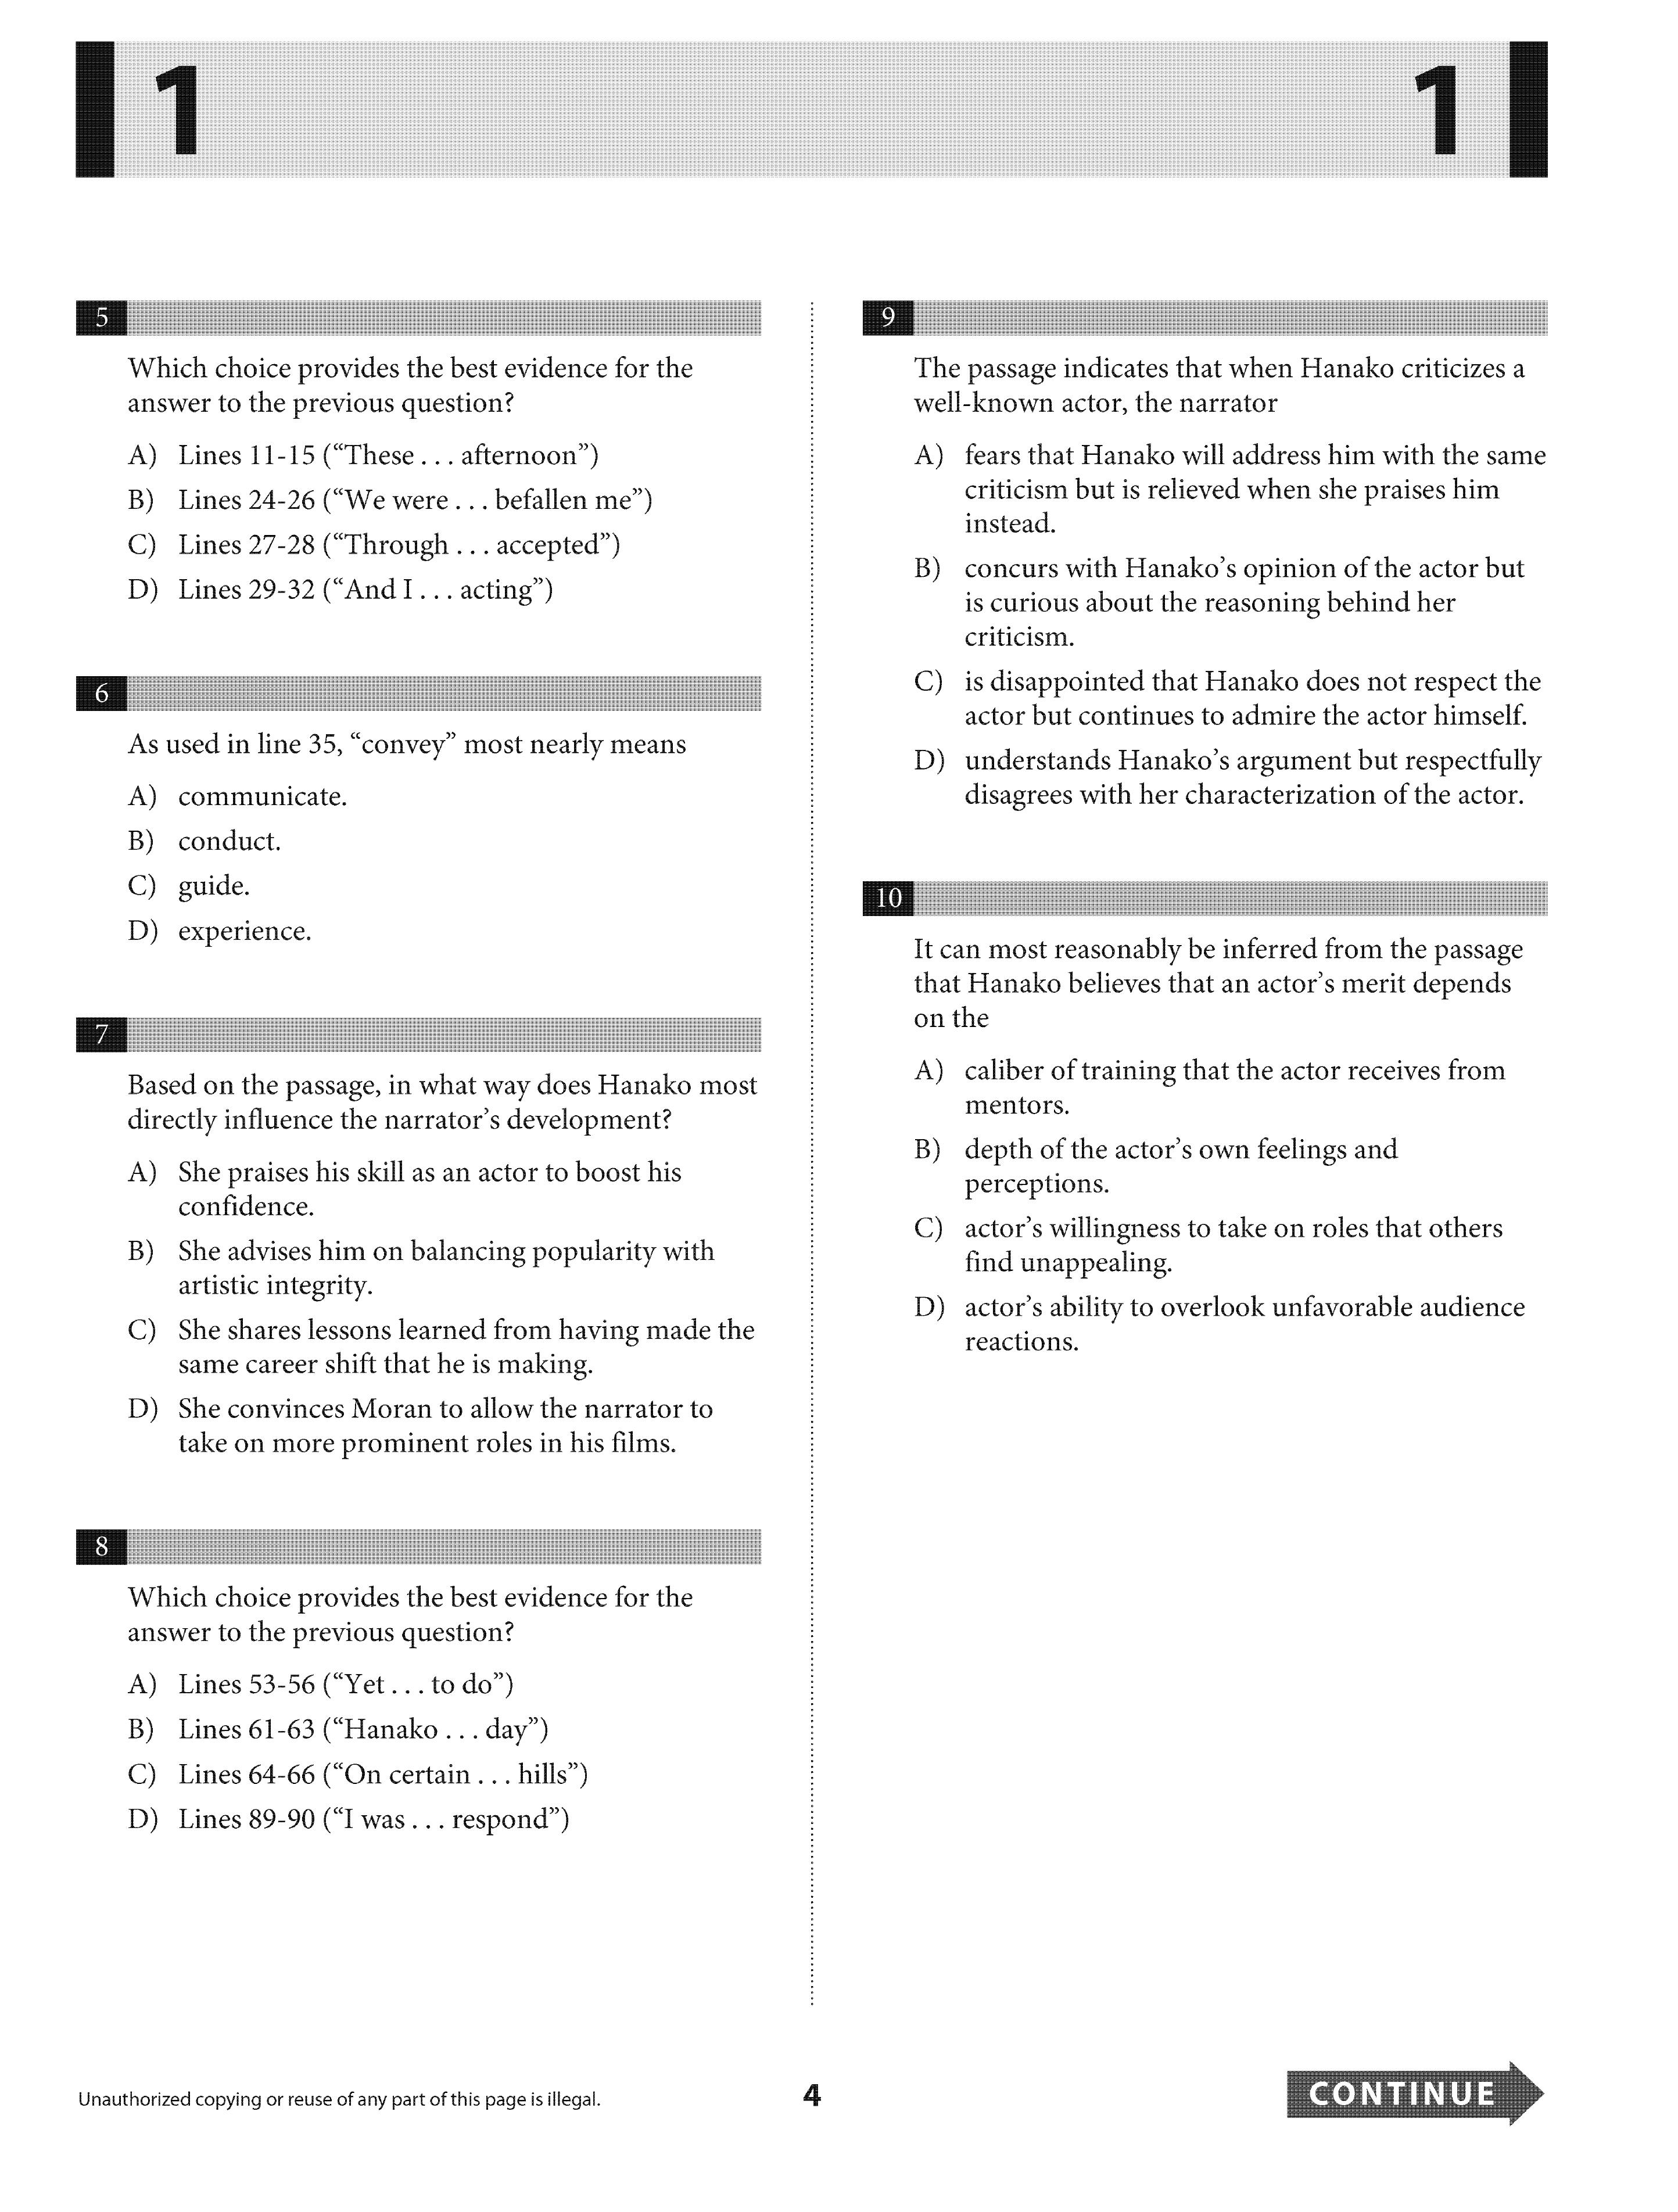 1 1
5
Which choice provides the best evidence for the
answer to the previous question?
A) Lines 11-15 (“These . . . afternoon”)
B) Lines 24-26 (“We were . . . befallen me”)
C) Lines 27-28 (“Through . . . accepted”)
D) Lines 29-32 (“And I . . . acting”)
6
As used in line 35, “convey” most nearly means
A) communicate.
B) conduct.
C) guide.
D) experience.
7
Based on the passage, in what way does Hanako most
directly influence the narrator’s development?
A) She praises his skill as an actor to boost his
confidence.
B) She advises him on balancing popularity with
artistic integrity.
C) She shares lessons learned from having made the
same career shift that he is making.
D) She convinces Moran to allow the narrator to
take on more prominent roles in his films.
8
Which choice provides the best evidence for the
answer to the previous question?
A) Lines 53-56 (“Yet . . . to do”)
B) Lines 61-63 (“Hanako . . . day”)
C) Lines 64-66 (“On certain . . . hills”)
D) Lines 89-90 (“I was . . . respond”)
9
The passage indicates that when Hanako criticizes a
well-known actor, the narrator
A) fears that Hanako will address him with the same
criticism but is relieved when she praises him
instead.
B) concurs with Hanako’s opinion of the actor but
is curious about the reasoning behind her
criticism.
C) is disappointed that Hanako does not respect the
actor but continues to admire the actor himself.
D) understands Hanako’s argument but respectfully
disagrees with her characterization of the actor.
10
It can most reasonably be inferred from the passage
that Hanako believes that an actor’s merit depends
on the
A) caliber of training that the actor receives from
mentors.
B) depth of the actor’s own feelings and
perceptions.
C) actor’s willingness to take on roles that others
find unappealing.
D) actor’s ability to overlook unfavorable audience
reactions.
Unauthorized copying or reuse of any part of this page is illegal.
4
CONTINUE